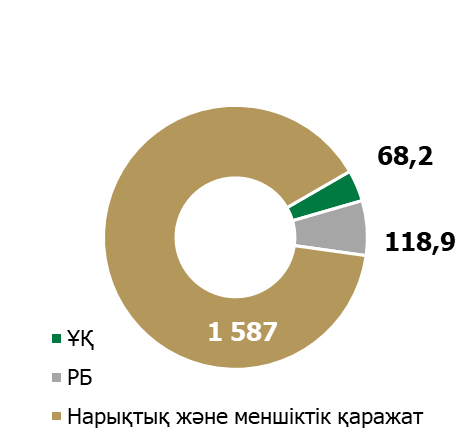 68,2
118,9
1 587
ҰҚ
РБ
Нарықтық және меншіктік қаражат